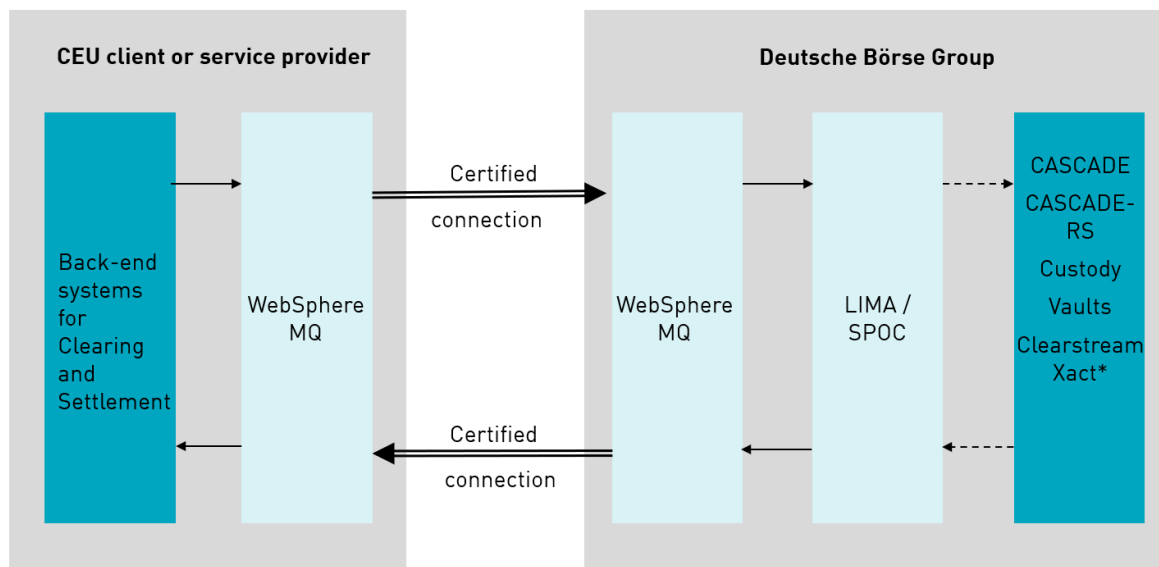 CEU client or service provider
Deutsche Börse Group
Back-end
systems
for
Clearing
and
Settlement
WebSphere
MQ
Certified
connection
Certified
connection
WebSphere
MQ
LIMA /
SPOC
CASCADE
CASCADE-
RS
Custody
Vaults
Clearstream
Xact*